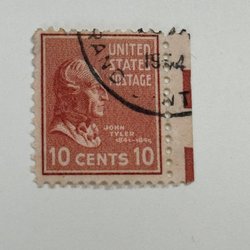 UNITED
STATES
POSTAGE
JOHN
TYLER
1841-1845
10 CENTS 10